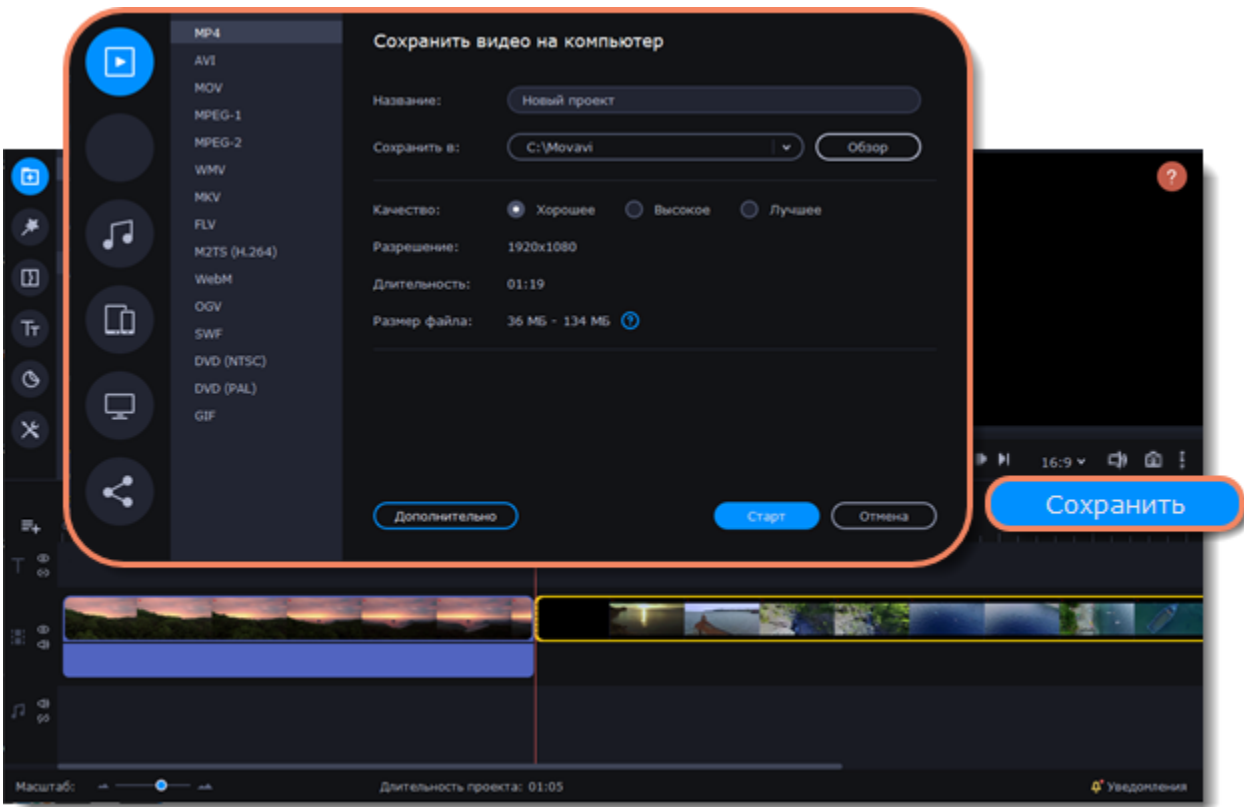 MP4
AVI
MOV
MPEG-1
MPEG-2
WMV
MKV
FLV
M2TS (H.264)
WebM
OGV
SWF
DVD (NTSC)
DVD (PAL)
GIF
Сохранить видео на компьютер
Название: Новый проект
Сохранить в: C:\Movavi Обзор
Качество: Хорошее Высокое Лучшее
Разрешение: 1920x1080
Длительность: 01:19
Размер файла: 36 МБ - 134 МБ ?
Дополнительно Старт Отмена
?
16:9
Сохранить
Tт
T
Масштаб: Длительность проекта: 01:05 Уведомления